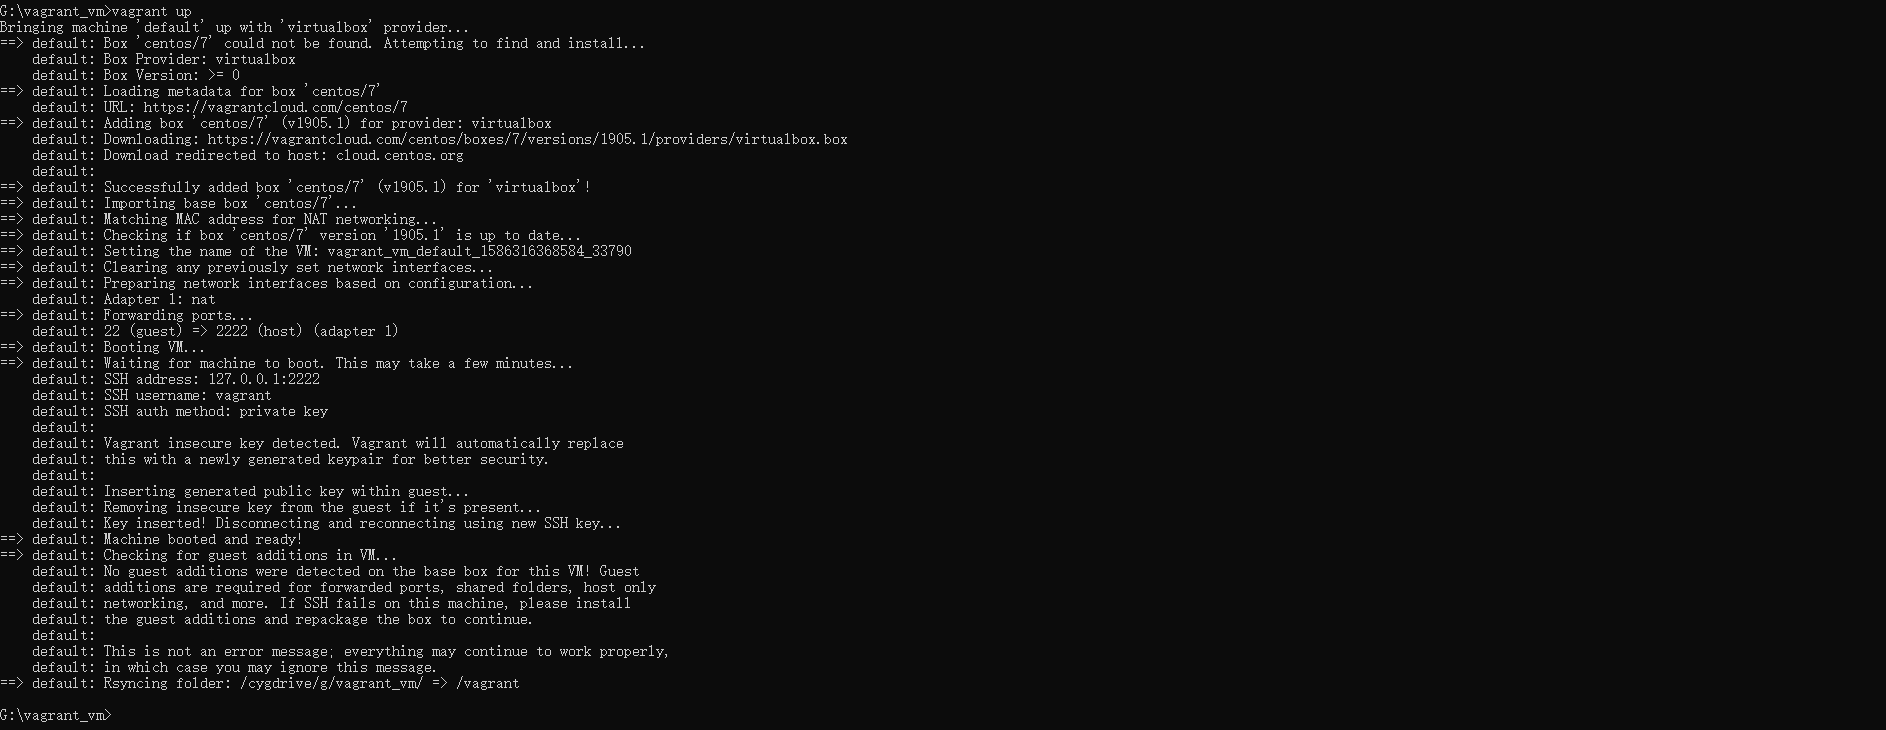 G:\vagrant_vm>vagrant up
Bringing machine 'default' up with 'virtualbox' provider...
==> default: Box 'centos/7' could not be found. Attempting to find and install...
    default: Box Provider: virtualbox
    default: Box Version: >= 0
==> default: Loading metadata for box 'centos/7'
    default: URL: https://vagrantcloud.com/centos/7
==> default: Adding box 'centos/7' (v1905.1) for provider: virtualbox
    default: Downloading: https://vagrantcloud.com/centos/boxes/7/versions/1905.1/providers/virtualbox.box
    default: Download redirected to host: cloud.centos.org
    default:
==> default: Successfully added box 'centos/7' (v1905.1) for 'virtualbox'!
==> default: Importing base box 'centos/7'...
==> default: Matching MAC address for NAT networking...
==> default: Checking if box 'centos/7' version '1905.1' is up to date...
==> default: Setting the name of the VM: vagrant_vm_default_1586316368584_33790
==> default: Clearing any previously set network interfaces...
==> default: Preparing network interfaces based on configuration...
    default: Adapter 1: nat
==> default: Forwarding ports...
    default: 22 (guest) => 2222 (host) (adapter 1)
==> default: Booting VM...
==> default: Waiting for machine to boot. This may take a few minutes...
    default: SSH address: 127.0.0.1:2222
    default: SSH username: vagrant
    default: SSH auth method: private key
    default:
    default: Vagrant insecure key detected. Vagrant will automatically replace
    default: this with a newly generated keypair for better security.
    default:
    default: Inserting generated public key within guest...
    default: Removing insecure key from the guest if it's present...
    default: Key inserted! Disconnecting and reconnecting using new SSH key...
==> default: Machine booted and ready!
==> default: Checking for guest additions in VM...
    default: No guest additions were detected on the base box for this VM! Guest
    default: additions are required for forwarded ports, shared folders, host only
    default: networking, and more. If SSH fails on this machine, please install
    default: the guest additions and repackage the box to continue.
    default:
    default: This is not an error message; everything may continue to work properly,
    default: in which case you may ignore this message.
==> default: Rsyncing folder: /cygdrive/g/vagrant_vm/ => /vagrant
G:\vagrant_vm>